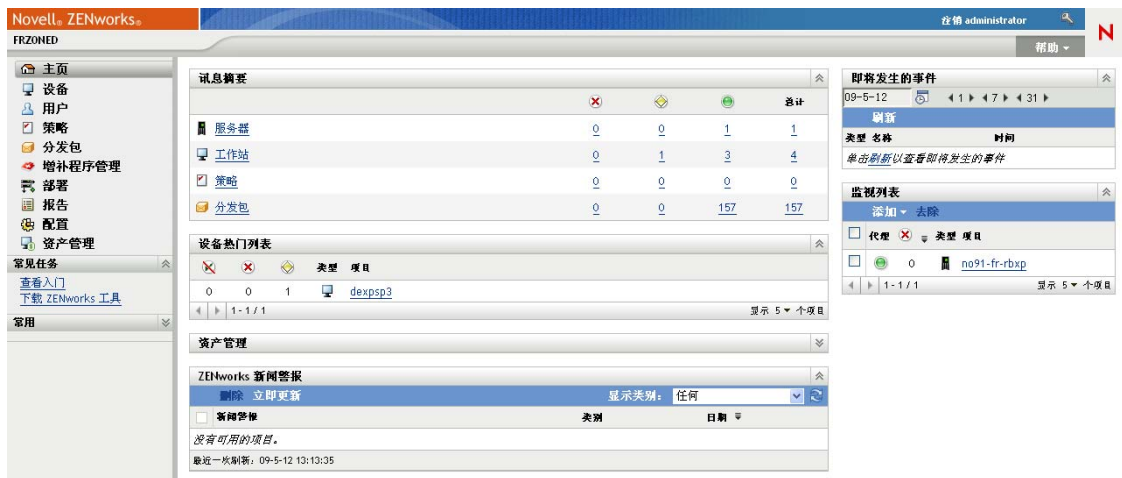 Novell® ZENworks®
注销 administrator
FRZONED
帮助
N
主页
设备
用户
策略
分发包
增补程序管理
部署
报告
配置
资产管理
常见任务
查看入门
下载 ZENworks 工具
常用
讯息摘要
总计
服务器 0 0 1 1
工作站 0 1 3 4
策略 0 0 0 0
分发包 0 0 157 157
设备热门列表
类型 项目
0 0 1 dexpsp3
1 - 1 / 1 显示 5 个项目
资产管理
ZENworks 新闻警报
删除 立即更新 显示类别: 任何
新闻警报 类别 日期
没有可用的项目。
最近一次刷新: 09-5-12 13:13:35
即将发生的事件
09-5-12 1 7 31
刷新
类型 名称 时间
单击刷新以查看即将发生的事件
监视列表
添加 去除
代理 类型 项目
0 no91-fr-rbxp
显示 5 个项目